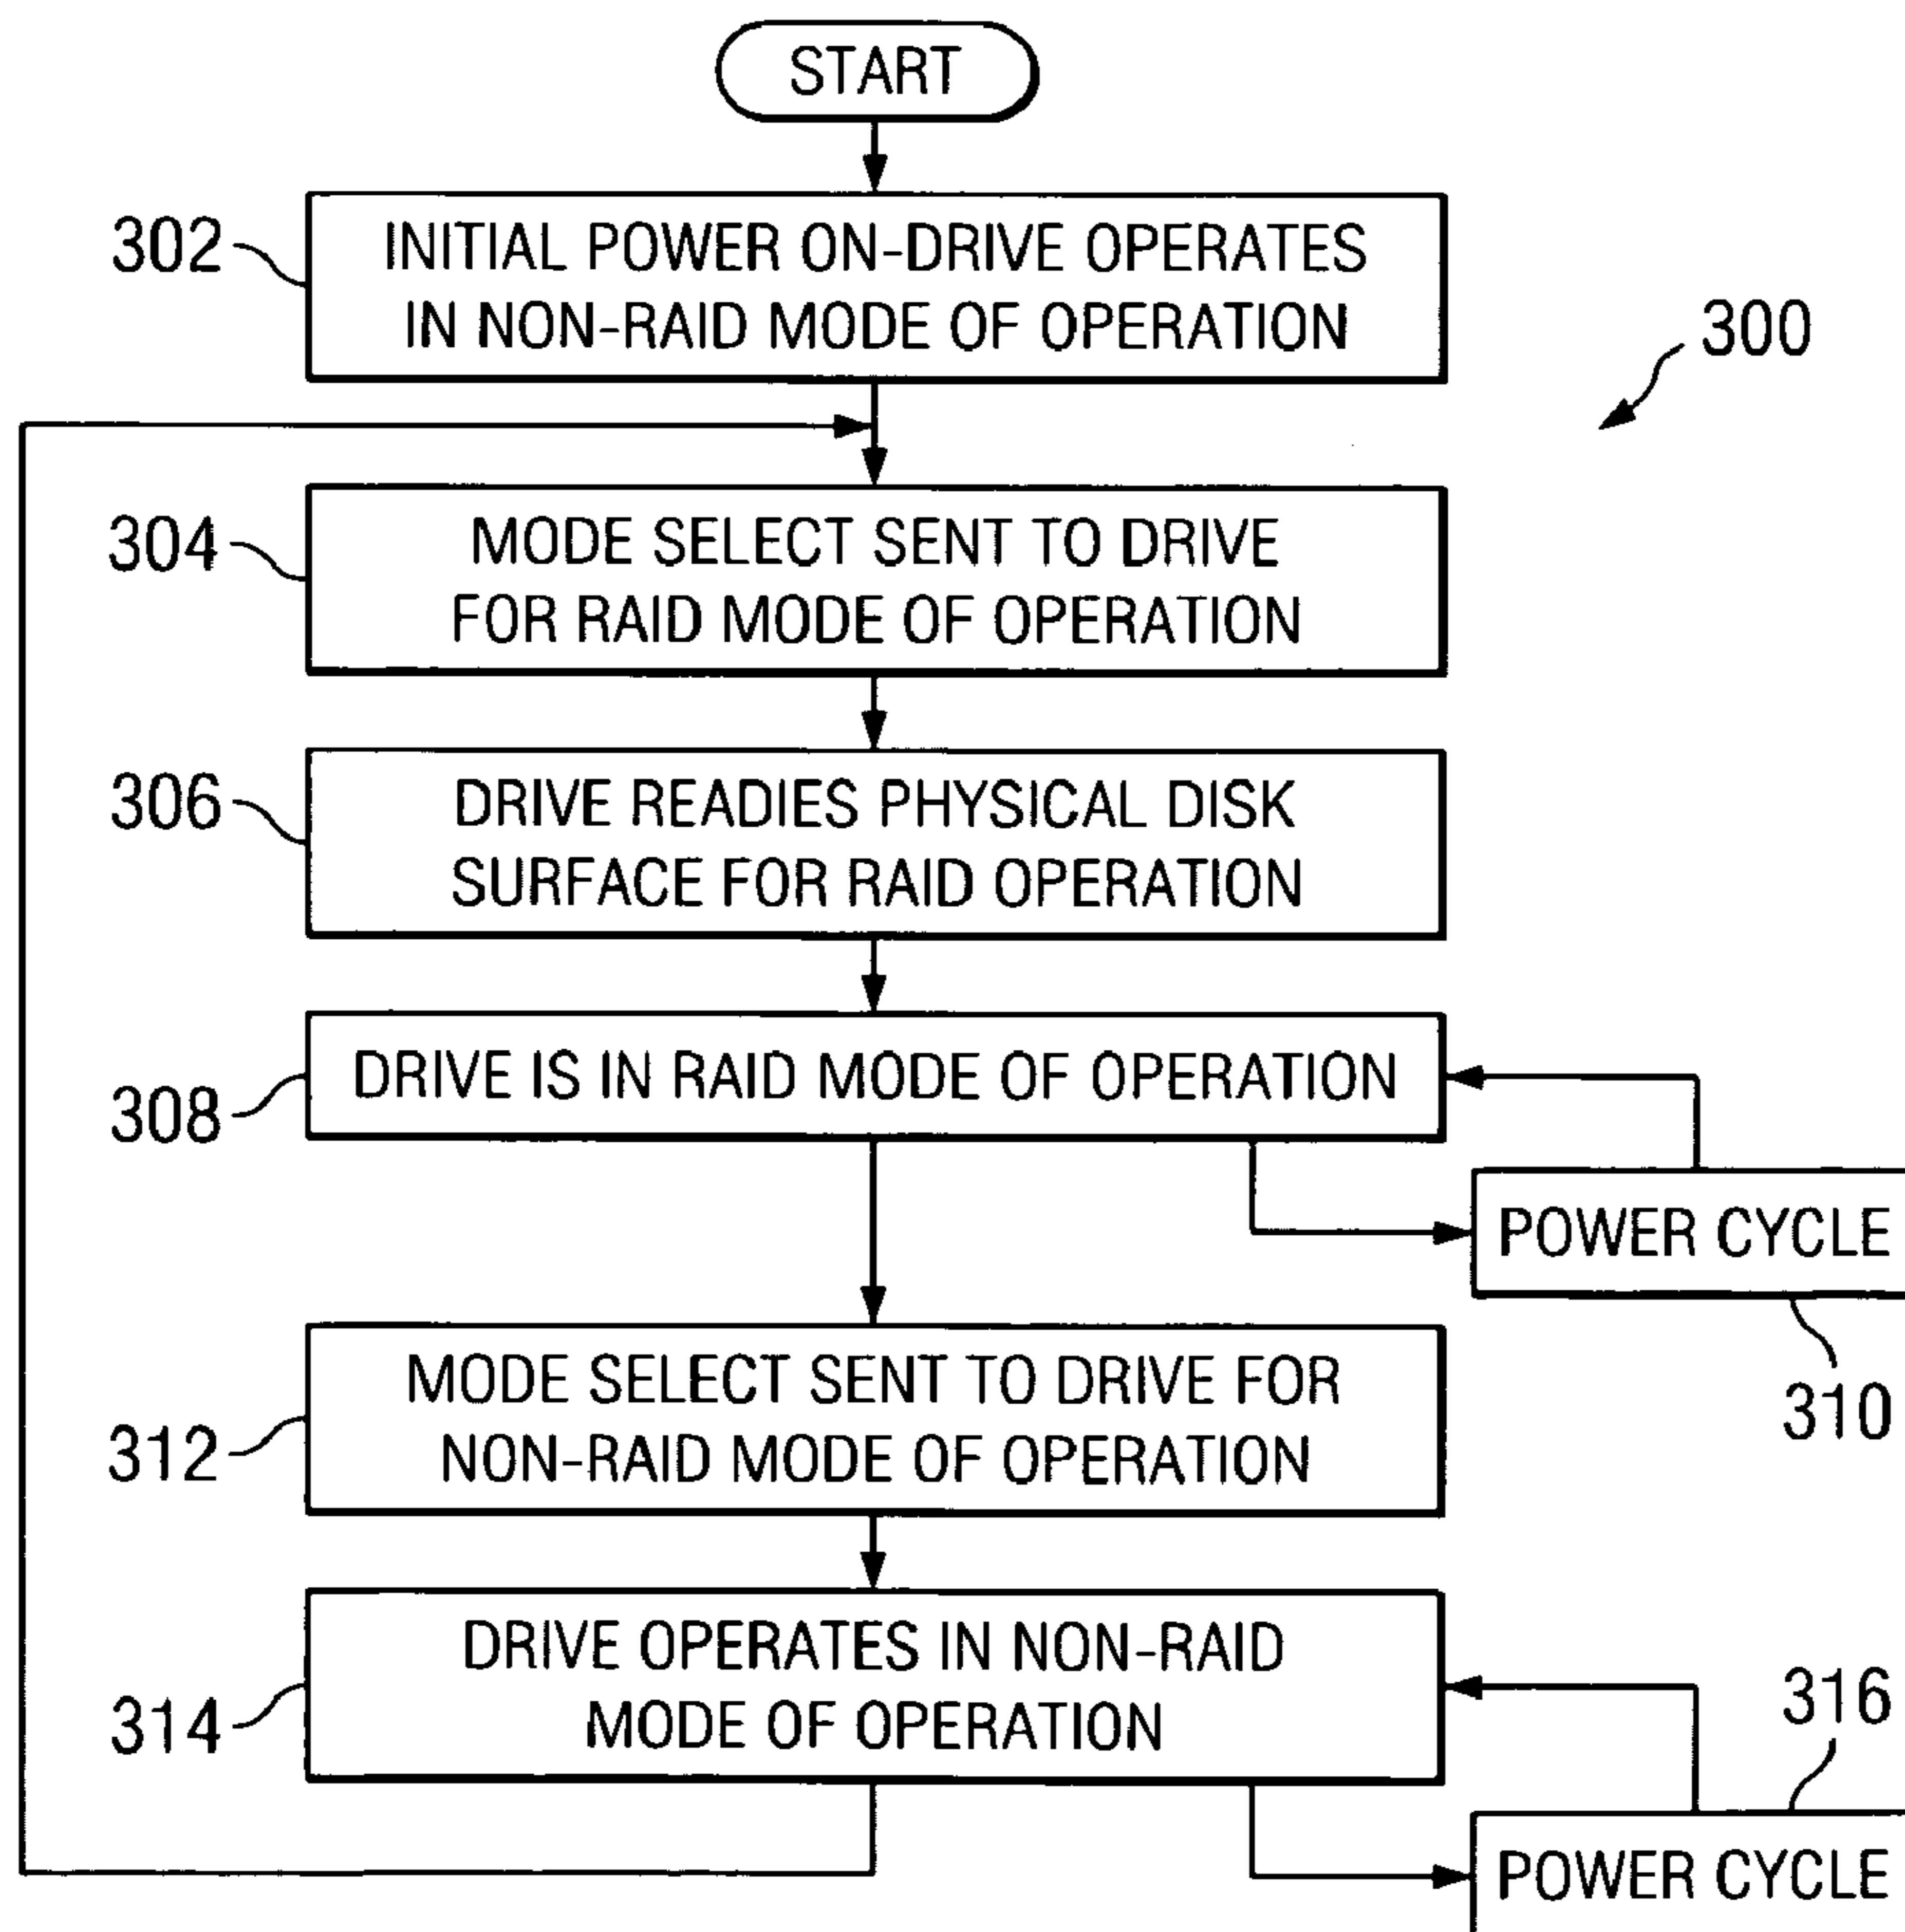 START
302
INITIAL POWER ON-DRIVE OPERATES
IN NON-RAID MODE OF OPERATION
300
304
MODE SELECT SENT TO DRIVE
FOR RAID MODE OF OPERATION
306
DRIVE READIES PHYSICAL DISK
SURFACE FOR RAID OPERATION
308
DRIVE IS IN RAID MODE OF OPERATION
POWER CYCLE
310
312
MODE SELECT SENT TO DRIVE FOR
NON-RAID MODE OF OPERATION
314
DRIVE OPERATES IN NON-RAID
MODE OF OPERATION
316
POWER CYCLE